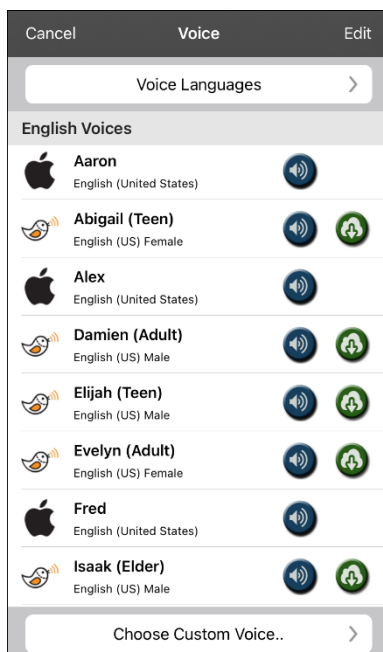 Cancel Voice Edit
Voice Languages
English Voices
Aaron
English (United States)
Abigail (Teen)
English (US) Female
Alex
English (United States)
Damien (Adult)
English (US) Male
Elijah (Teen)
English (US) Male
Evelyn (Adult)
English (US) Female
Fred
English (United States)
Isaak (Elder)
English (US) Male
Choose Custom Voice..